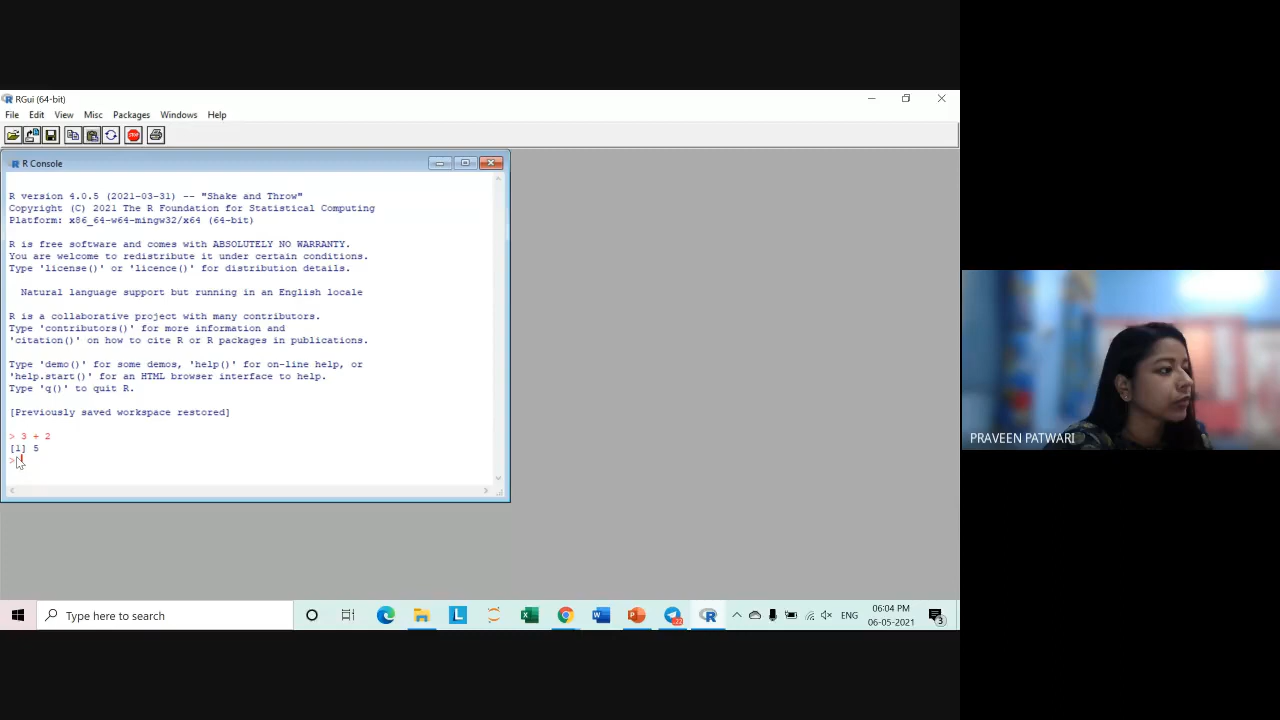 RGui (64-bit)
File Edit View Misc Packages Windows Help
STOP
R Console
R version 4.0.5 (2021-03-31) -- "Shake and Throw"
Copyright (C) 2021 The R Foundation for Statistical Computing
Platform: x86_64-w64-mingw32/x64 (64-bit)
R is free software and comes with ABSOLUTELY NO WARRANTY.
You are welcome to redistribute it under certain conditions.
Type 'license()' or 'licence()' for distribution details.
Natural language support but running in an English locale
R is a collaborative project with many contributors.
Type 'contributors()' for more information and
'citation()' on how to cite R or R packages in publications.
Type 'demo()' for some demos, 'help()' for on-line help, or
'help.start()' for an HTML browser interface to help.
Type 'q()' to quit R.
[Previously saved workspace restored]
> 3 + 2
[1] 5
>
PRAVEEN PATWARI
Type here to search
ENG
06:04 PM
06-05-2021
3